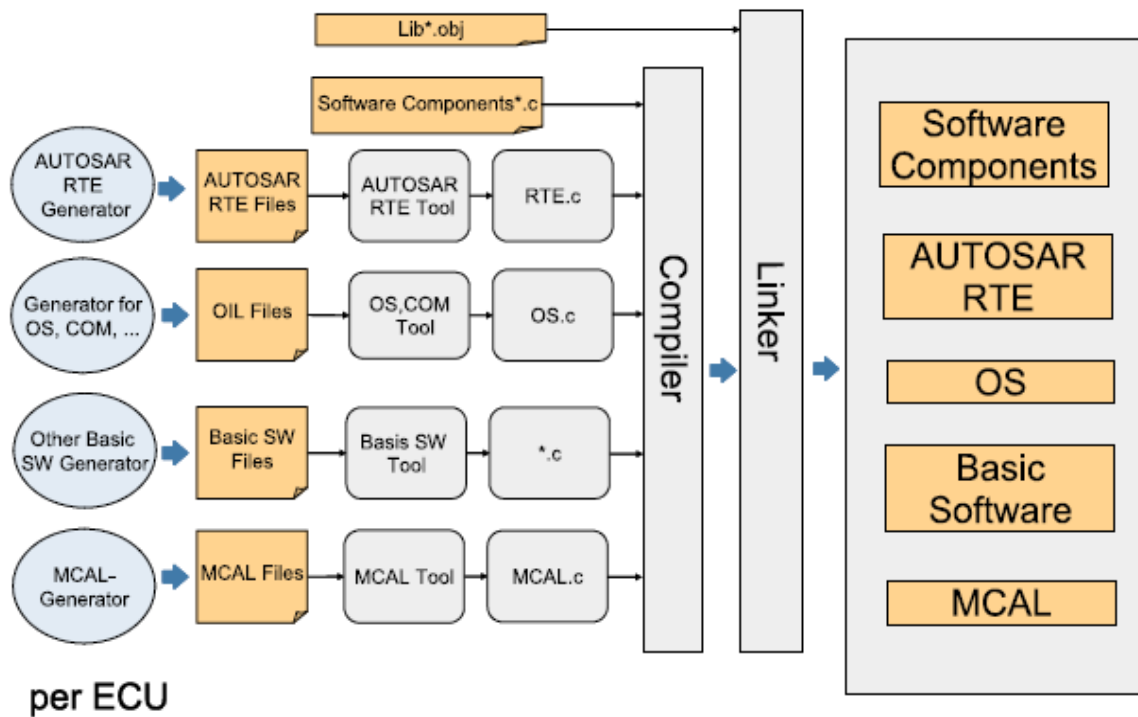 Lib*.obj
Software Components*.c
AUTOSAR
RTE
Generator
AUTOSAR
RTE Files
AUTOSAR
RTE Tool
RTE.c
Generator for
OS, COM, ...
OIL Files
OS,COM
Tool
OS.c
Other Basic
SW Generator
Basic SW
Files
Basis SW
Tool
*.c
MCAL–
Generator
MCAL Files
MCAL Tool
MCAL.c
Compiler
Linker
Software
Components
AUTOSAR
RTE
OS
Basic
Software
MCAL
per ECU